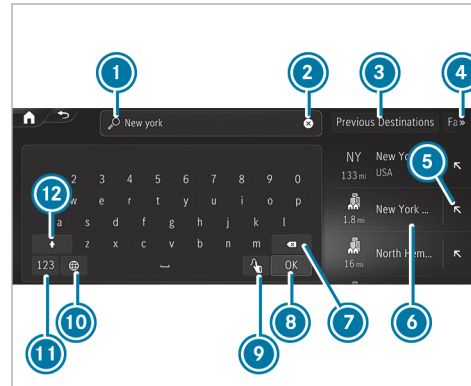 1
2
3
4
New york
Previous Destinations
Fa»
NY
New Yo
133 mi
USA
5
12
2 3 4 5 6 7 8 9 0
w e r t y u i o p
a s d f g h j k l
z x c v b n m
1.8 mi
New York ...
123
OK
16 mi
North Hem...
11
10
9
8
7
6